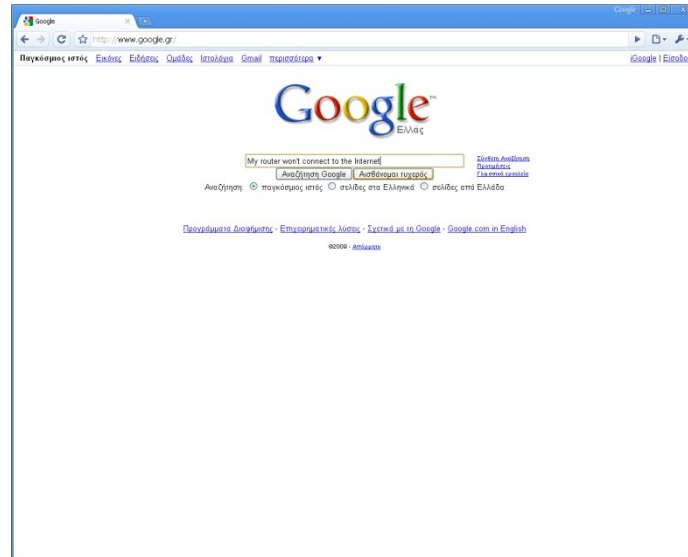 Google
Google
http://www.google.gr/
Παγκόσμιος ιστός Εικόνες Ειδήσεις Ομάδες Ιστολόγια Gmail περισσότερα ▼
iGoogle | Είσοδο
Google™
Ελλάς
My router won't connect to the Internet
Σύνθετη Αναζήτηση
Προτιμήσεις
Γλωσσικά εργαλεία
Αναζήτηση Google Αισθάνομαι τυχερός
Αναζήτηση: παγκόσμιος ιστός σελίδες στα Ελληνικά σελίδες από Ελλάδα
Προγράμματα Διαφήμισης - Επιχειρηματικές λύσεις - Σχετικά με τη Google - Google.com in English
©2009 - Απόρρητο